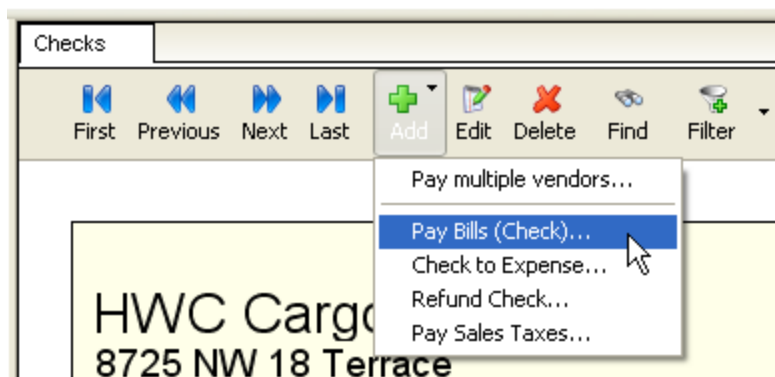 Checks
First Previous Next Last Add Edit Delete Find Filter
Pay multiple vendors...
Pay Bills (Check)...
Check to Expense...
Refund Check...
Pay Sales Taxes...
HWC Cargo
8725 NW 18 Terrace